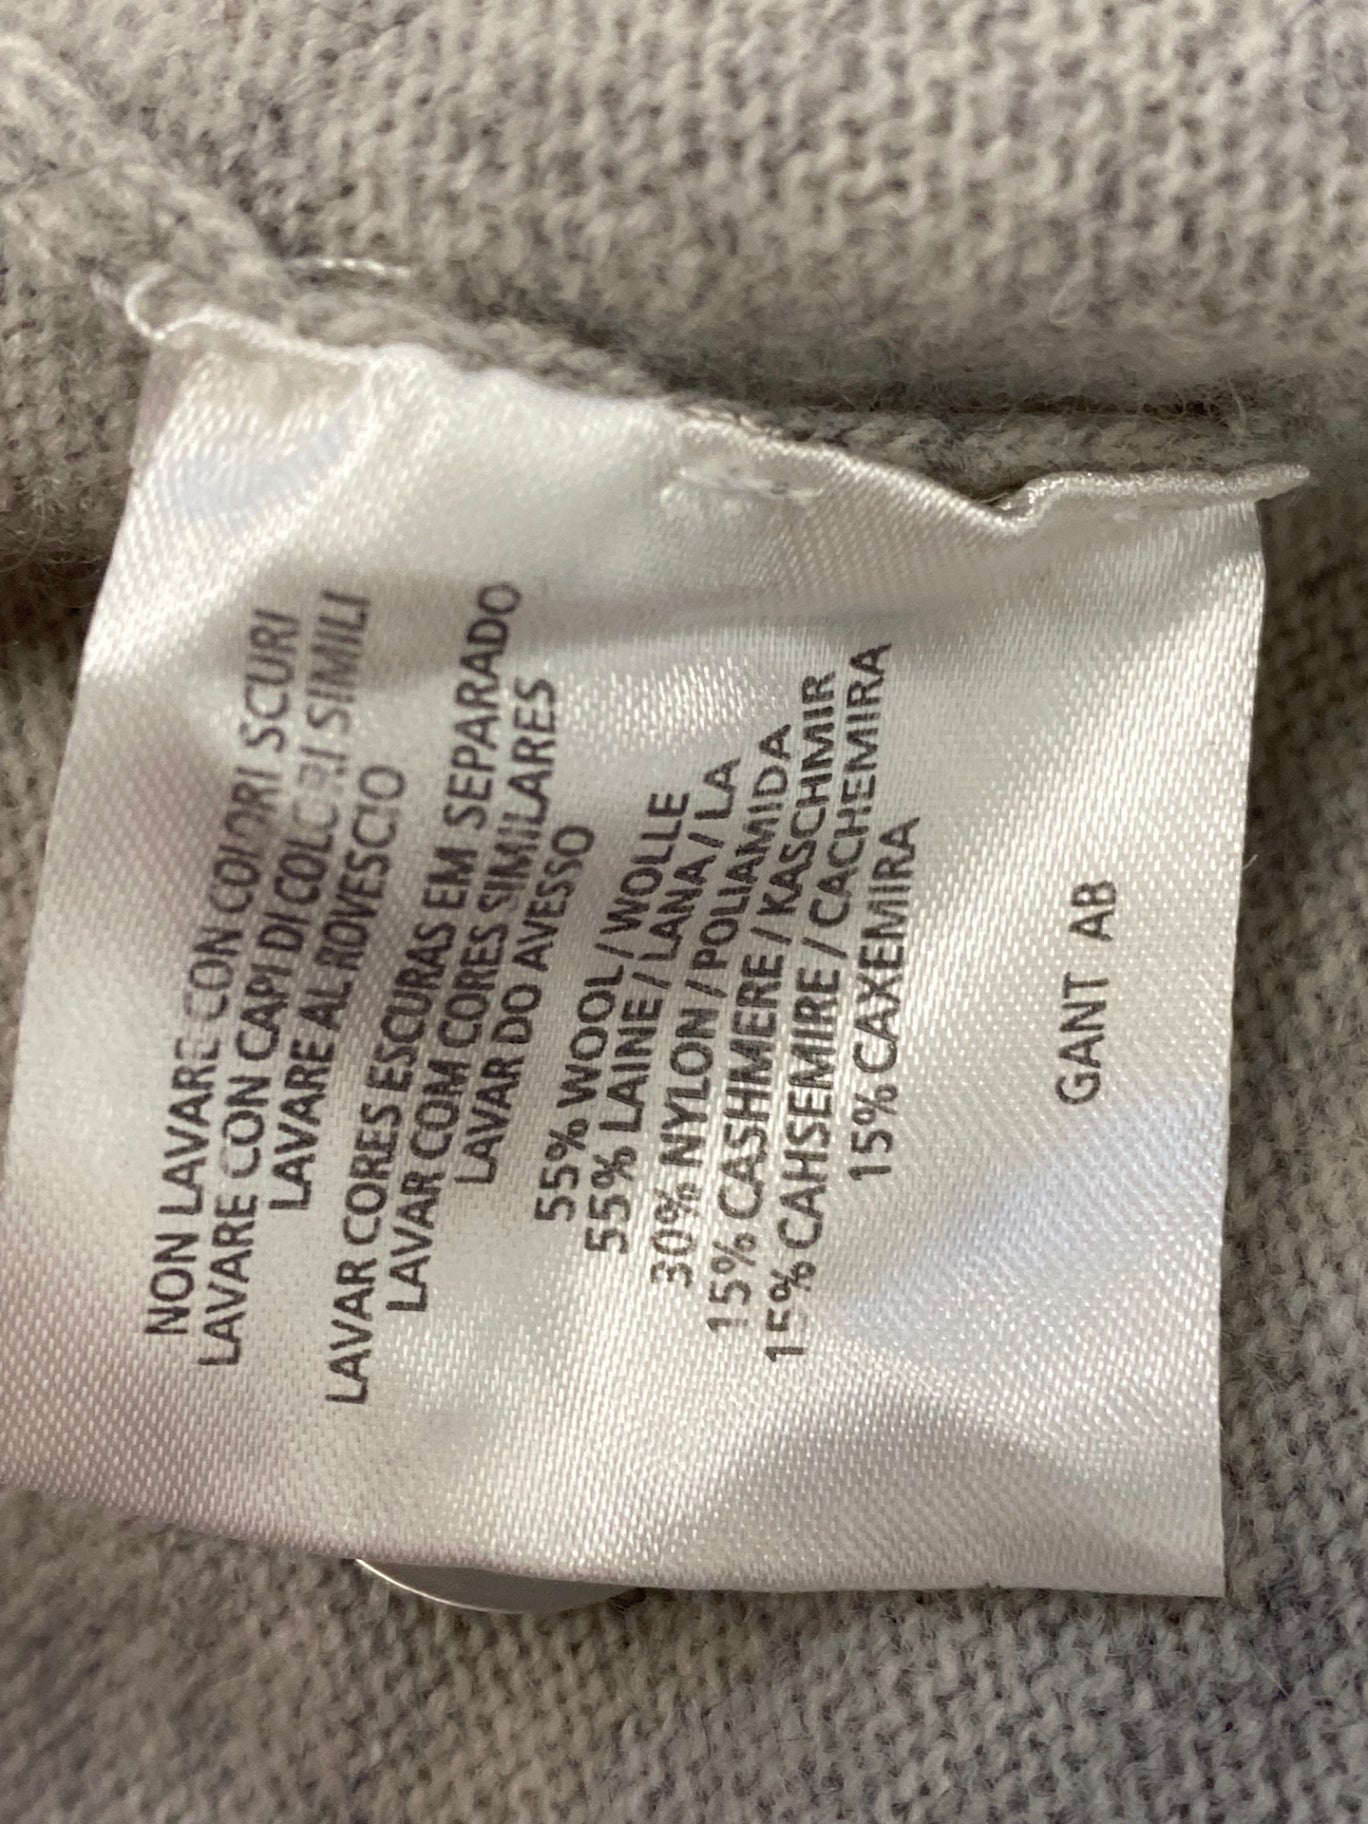 NON LAVARE CON COLORI SCURI
LAVARE CON CAPI DI COLORI SIMILI
LAVARE AL ROVESCIO
LAVAR CORES ESCURAS EM SEPARADO
LAVAR COM CORES SIMILARES
LAVAR DO AVESSO
55% WOOL / WOLLE
55% LAINE / LANA / LA
30% NYLON / POLIAMIDA
15% CASHMERE / KASCHMIR
15% CAHSEMIRE / CACHEMIRA
15% CAXEMIRA
GANT AB